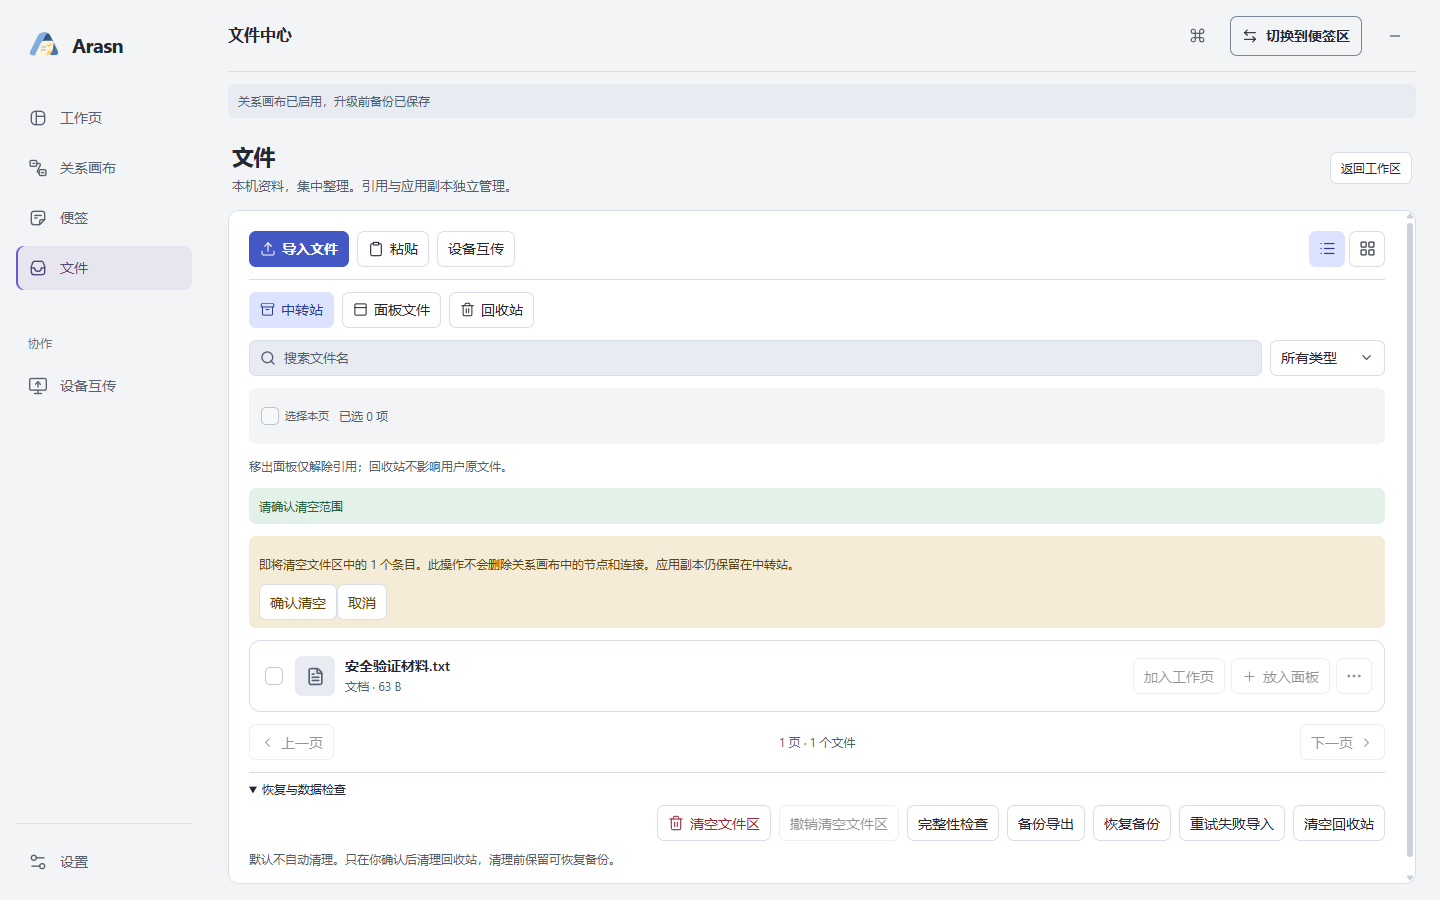 Arasn
文件中心
切换到便签区
关系画布已启用，升级前备份已保存
工作页
关系画布
便签
文件
协作
设备互传
设置
文件
本机资料，集中整理。引用与应用副本独立管理。
返回工作区
导入文件 粘贴 设备互传
中转站 面板文件 回收站
搜索文件名 所有类型
选择本页 已选 0 项
移出面板仅解除引用；回收站不影响用户原文件。
请确认清空范围
即将清空文件区中的 1 个条目。此操作不会删除关系画布中的节点和连接。应用副本仍保留在中转站。
确认清空 取消
安全验证材料.txt
文档 · 63 B
加入工作页 放入面板
上一页 1 页 · 1 个文件 下一页
恢复与数据检查
清空文件区 撤销清空文件区 完整性检查 备份导出 恢复备份 重试失败导入 清空回收站
默认不自动清理。只在你确认后清理回收站，清理前保留可恢复备份。